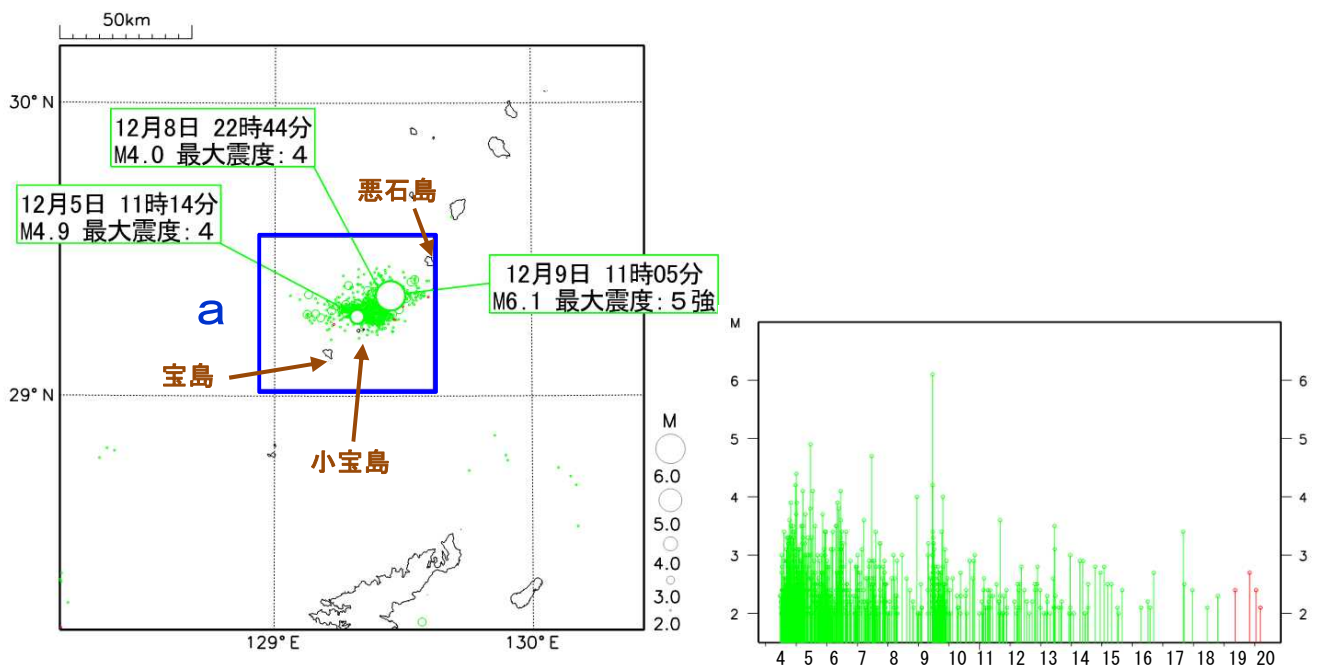 50km
30°N
12月8日 22時44分
M4.0 最大震度:4
悪石島
12月5日 11時14分
M4.9 最大震度:4
12月9日 11時05分
M6.1 最大震度:5強
a
宝島
29°N
小宝島
M
6.0
5.0
4.0
3.0
2.0
129°E
130°E
M
6 6
5 5
4 4
3 3
2 2
4 5 6 7 8 9 10 11 12 13 14 15 16 17 18 19 20